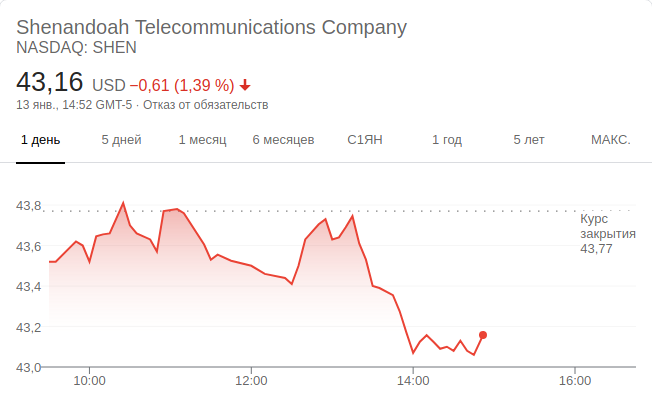 Shenandoah Telecommunications Company
NASDAQ: SHEN
43,16 USD −0,61 (1,39 %)
13 янв., 14:52 GMT-5 · Отказ от обязательств
1 день 5 дней 1 месяц 6 месяцев С1ЯН 1 год 5 лет МАКС.
43,8
Курс
закрытия
43,77
43,6
43,4
43,2
43,0
10:00 12:00 14:00 16:00